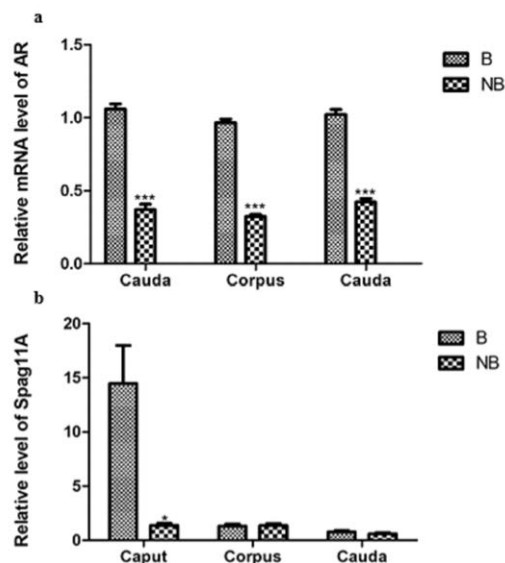 a
Relative mRNA level of AR
1.5
1.0
0.5
0.0
***
***
***
Cauda
Corpus
Cauda
B
NB
b
Relative level of Spag11A
20
15
10
5
0
*
Caput
Corpus
Cauda
B
NB